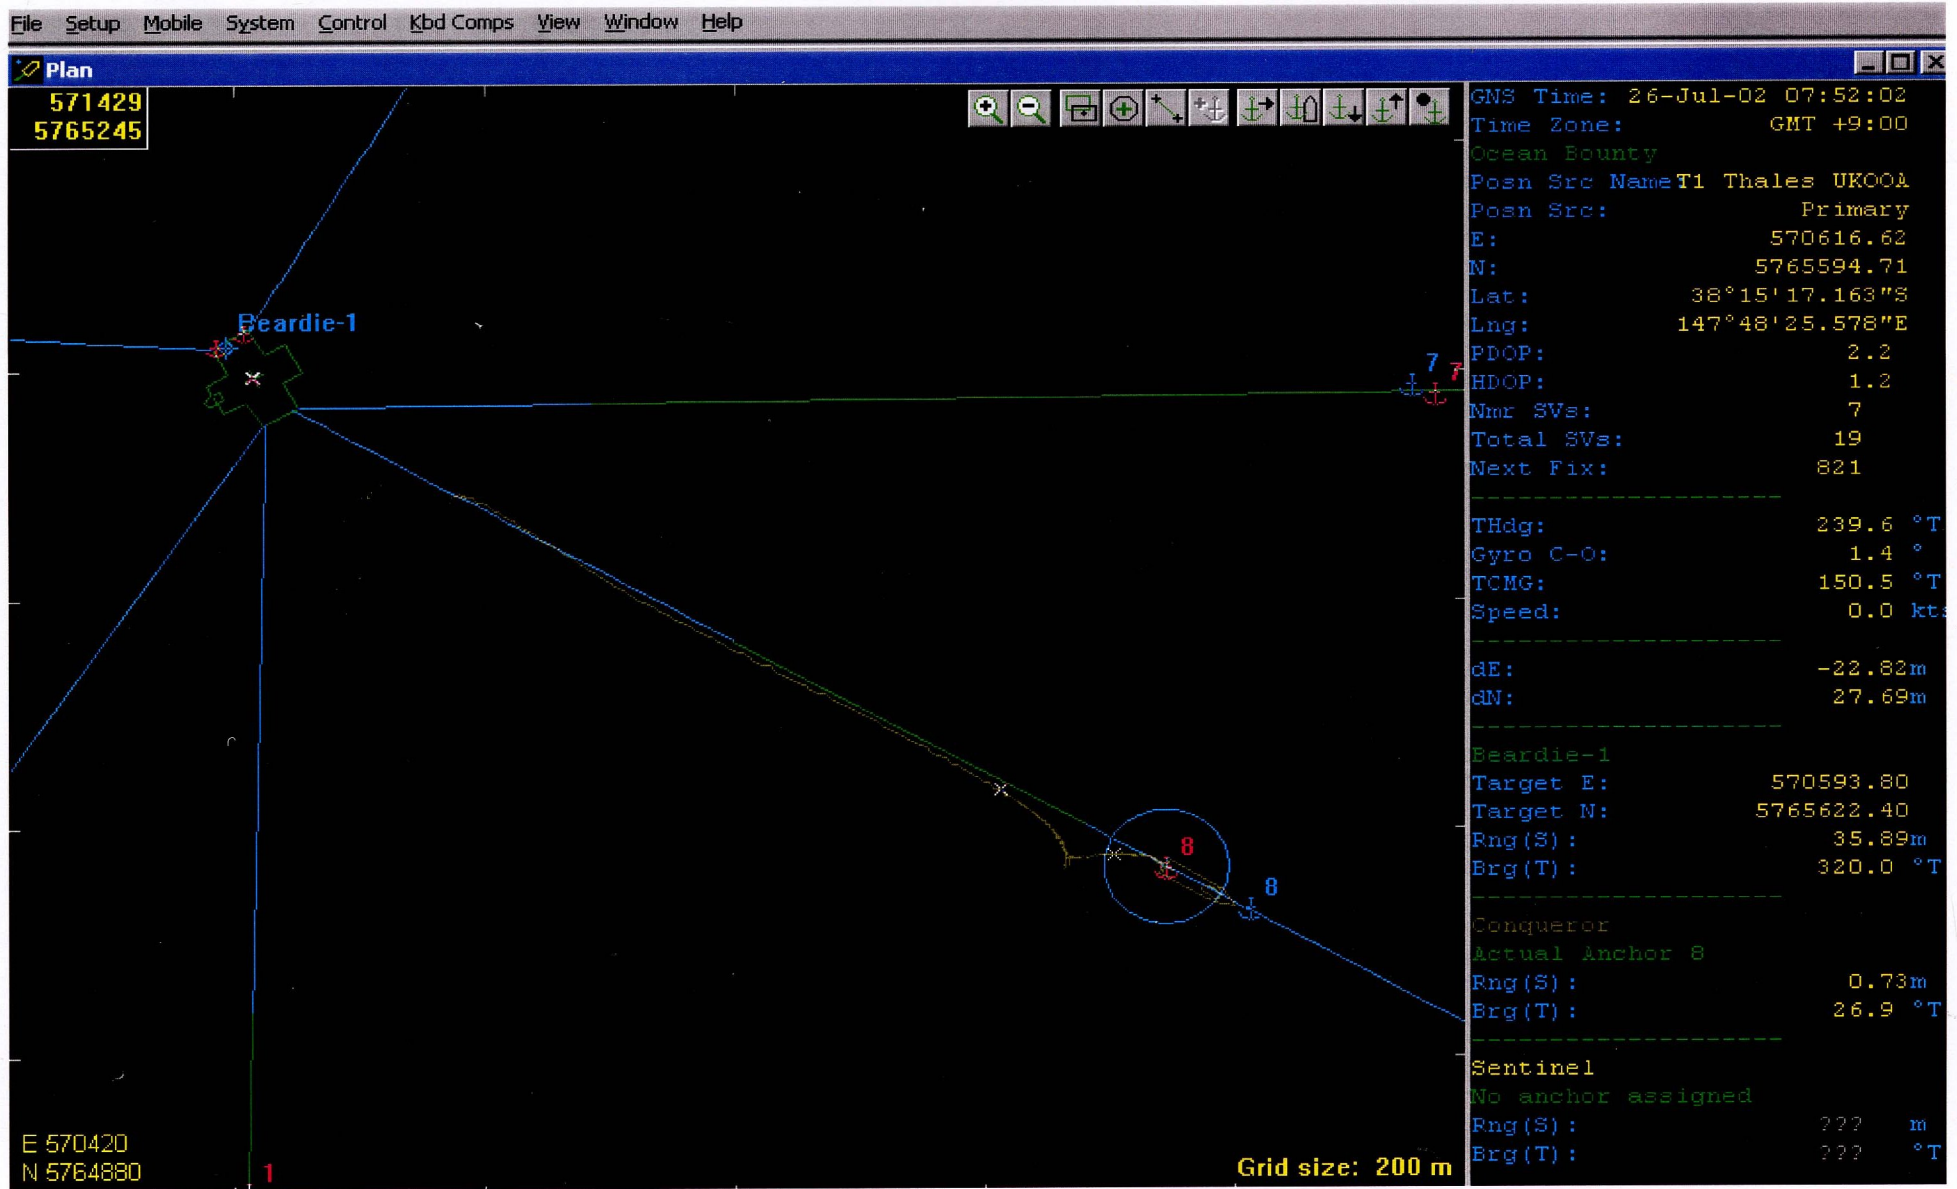 File Setup Mobile System Control Kbd Comps View Window Help
Plan
571429
5765245
Beardie-1
7 7
8
8
1
E 570420
N 5764880
Grid size: 200 m
GNS Time: 26-Jul-02 07:52:02
Time Zone: GMT +9:00
Ocean Bounty
Posn Src Name: T1 Thales UKOOA
Posn Src: Primary
E: 570616.62
N: 5765594.71
Lat: 38°15'17.163"S
Lng: 147°48'25.578"E
PDOP: 2.2
HDOP: 1.2
Nmr SVs: 7
Total SVs: 19
Next Fix: 821
--------------------
THdg: 239.6 °T
Gyro C-O: 1.4 °
TCMG: 150.5 °T
Speed: 0.0 kts
--------------------
dE: -22.82m
dN: 27.69m
--------------------
Beardie-1
Target E: 570593.80
Target N: 5765622.40
Rng(S): 35.89m
Brg(T): 320.0 °T
--------------------
Conqueror
Actual Anchor 8
Rng(S): 0.73m
Brg(T): 26.9 °T
--------------------
Sentinel
No anchor assigned
Rng(S): ??? m
Brg(T): ??? °T